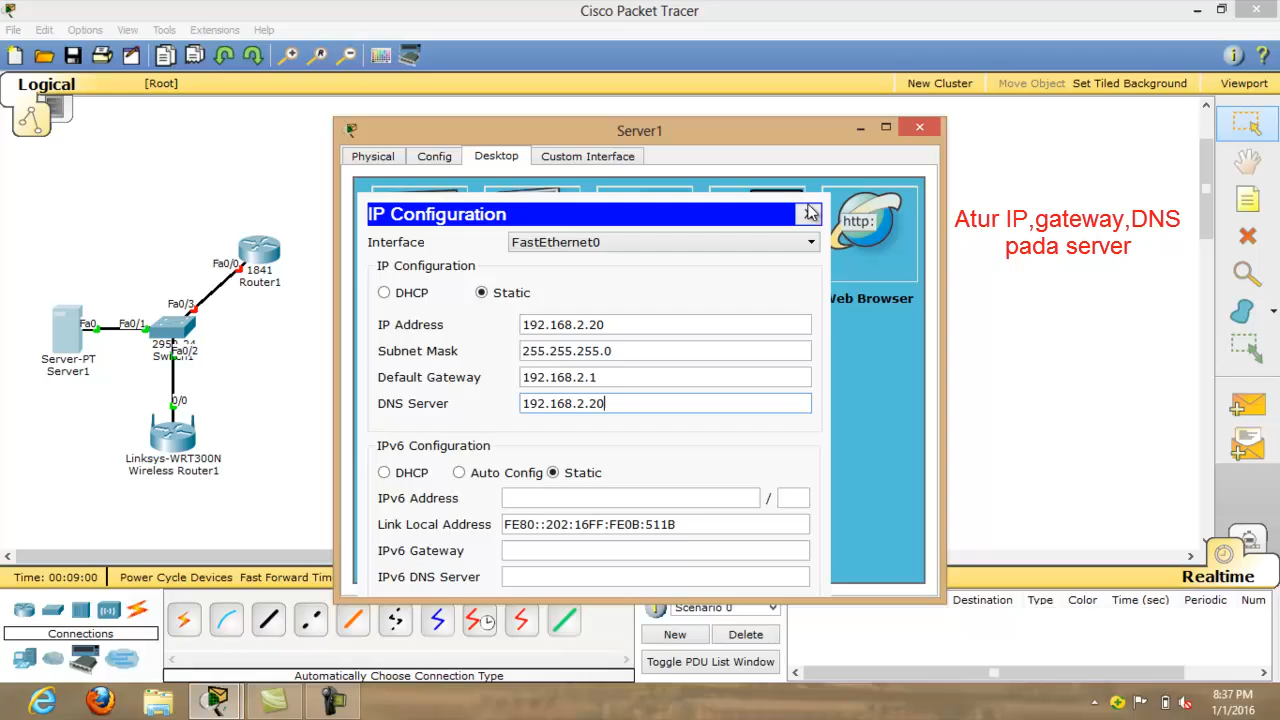 Cisco Packet Tracer
File Edit Options View Tools Extensions Help
Logical
[Root]
New Cluster
Move Object
Set Tiled Background
Viewport
Server1
Physical
Config
Desktop
Custom Interface
IP Configuration
http:
Web Browser
Interface
FastEthernet0
IP Configuration
DHCP
Static
IP Address
192.168.2.20
Subnet Mask
255.255.255.0
Default Gateway
192.168.2.1
DNS Server
192.168.2.20
IPv6 Configuration
DHCP
Auto Config
Static
IPv6 Address
/
Link Local Address
FE80::202:16FF:FE0B:511B
IPv6 Gateway
IPv6 DNS Server
Atur IP,gateway,DNS
pada server
Fa0/0
1841
Router1
Fa0/3
Fa0
Fa0/1
Server-PT
Server1
Fa0/2
0/0
Linksys-WRT300N
Wireless Router1
Time: 00:09:00
Power Cycle Devices
Fast Forward Tim
Realtime
Connections
Automatically Choose Connection Type
Scenario 0
New
Delete
Toggle PDU List Window
Destination
Type
Color
Time (sec)
Periodic
Num
8:37 PM
1/1/2016